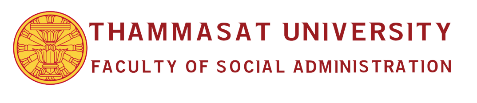 THAMMASAT UNIVERSITY
FACULTY OF SOCIAL ADMINISTRATION